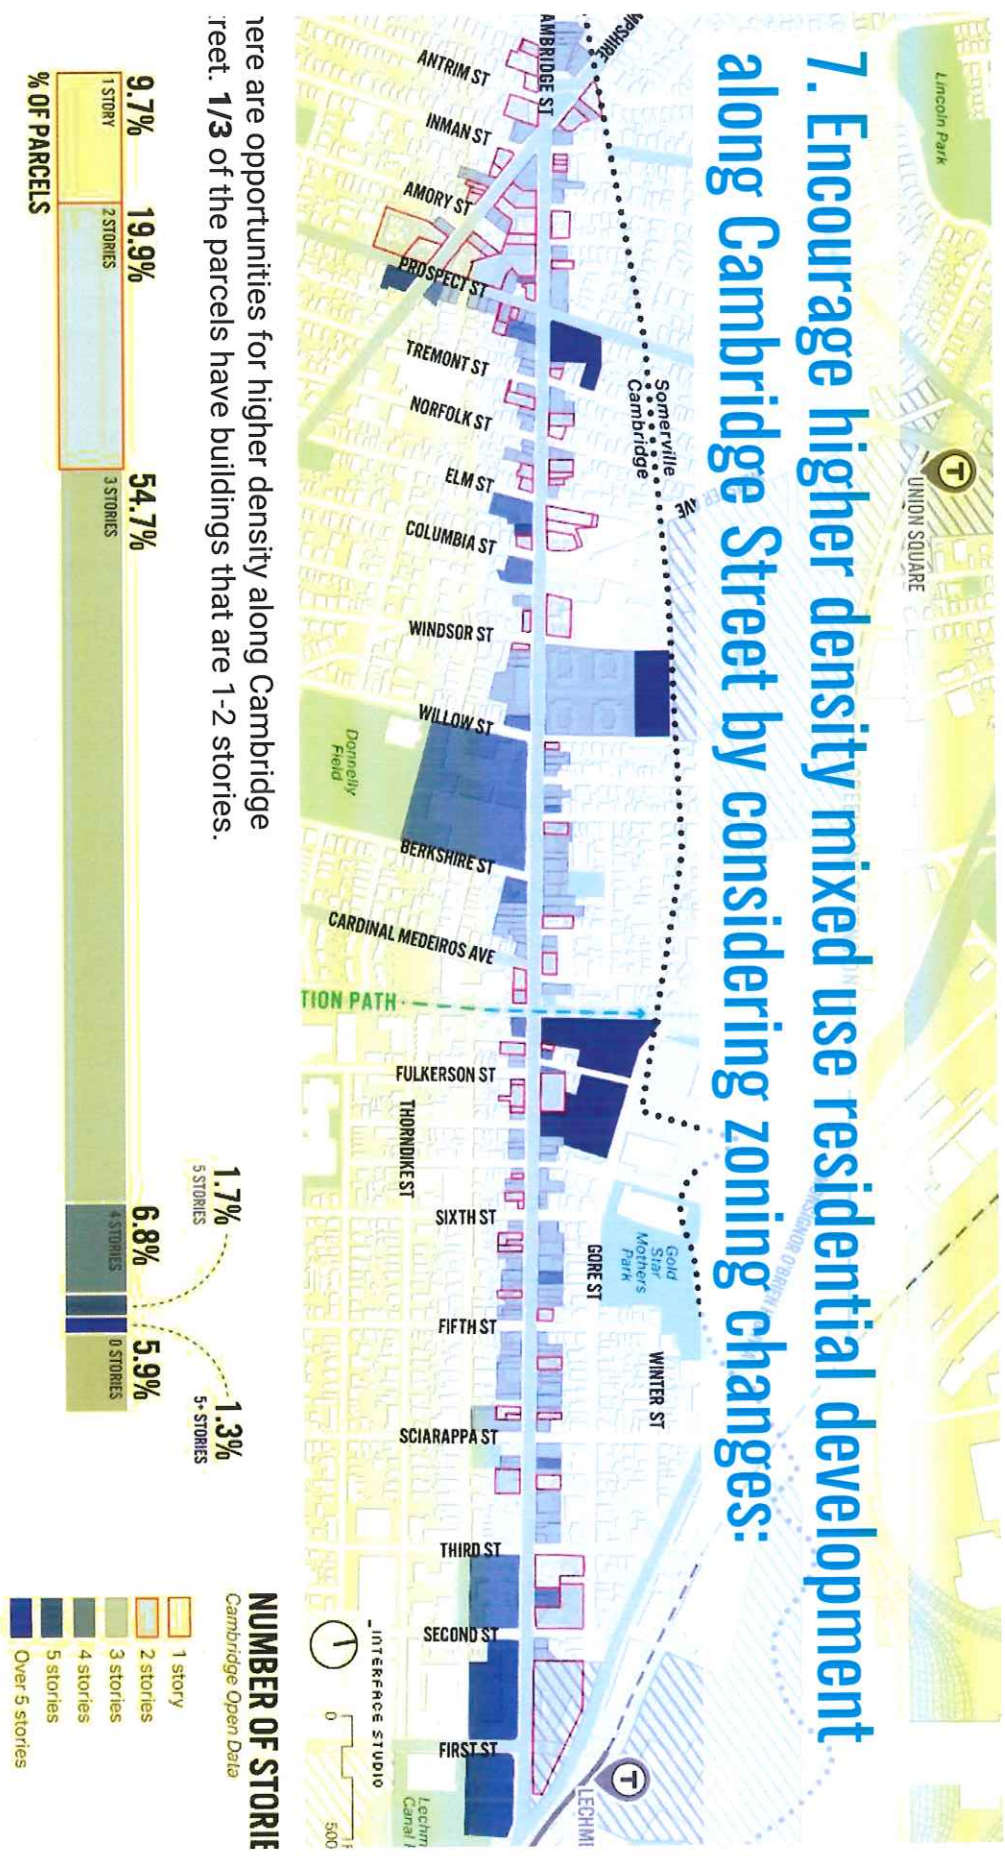 7. Encourage higher density mixed use residential development
along Cambridge Street by considering zoning changes:
Lincoln Park
T
UNION SQUARE
Somerville
Cambridge
AMBRIDGE ST
MPSHIRE
ANTRIM ST
INMAN ST
AMORY ST
PROSPECT ST
TREMONT ST
NORFOLK ST
ELM ST
COLUMBIA ST
WINDSOR ST
WILLOW ST
BERKSHIRE ST
CARDINAL MEDEIROS AVE
Donnelly
Field
TION PATH
FULKERSON ST
THORNDIKE ST
SIXTH ST
Gold
Star
Mothers
Park
GORE ST
FIFTH ST
WINTER ST
SCIARAPPA ST
THIRD ST
SECOND ST
FIRST ST
T
LECHME
Lechm
Canal
INTERFACE STUDIO
0
500
here are opportunities for higher density along Cambridge
reet. 1/3 of the parcels have buildings that are 1-2 stories.
9.7%
1 STORY
19.9%
2 STORIES
54.7%
3 STORIES
6.8%
4 STORIES
1.7%
5 STORIES
1.3%
5+ STORIES
5.9%
0 STORIES
% OF PARCELS
NUMBER OF STORIE
Cambridge Open Data
1 story
2 stories
3 stories
4 stories
5 stories
Over 5 stories